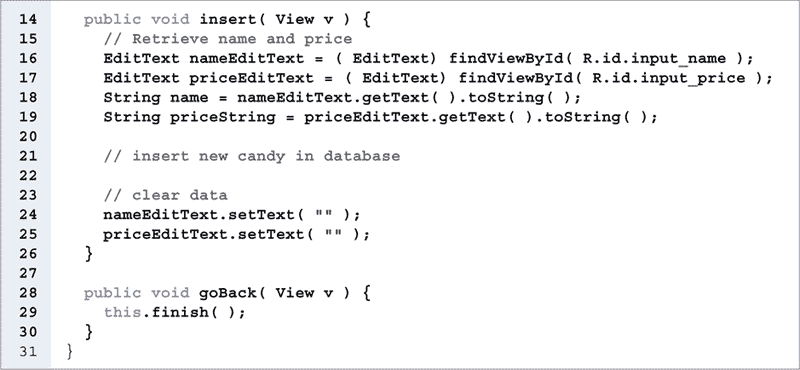 14 public void insert( View v ) {
15 // Retrieve name and price
16 EditText nameEditText = ( EditText) findViewById( R.id.input_name );
17 EditText priceEditText = ( EditText) findViewById( R.id.input_price );
18 String name = nameEditText.getText( ).toString( );
19 String priceString = priceEditText.getText( ).toString( );
20
21 // insert new candy in database
22
23 // clear data
24 nameEditText.setText( "" );
25 priceEditText.setText( "" );
26 }
27
28 public void goBack( View v ) {
29 this.finish( );
30 }
31 }